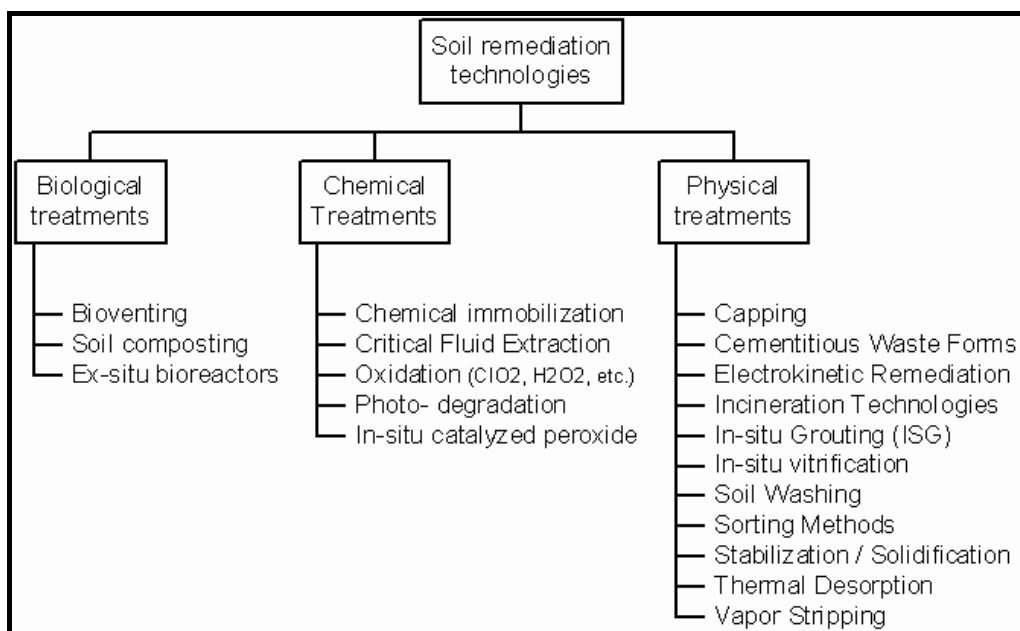 Soil remediation
technologies
Biological
treatments
Chemical
Treatments
Physical
treatments
Bioventing
Soil composting
Ex-situ bioreactors
Chemical immobilization
Critical Fluid Extraction
Oxidation (ClO2, H2O2, etc.)
Photo- degradation
In-situ catalyzed peroxide
Capping
Cementitious Waste Forms
Electrokinetic Remediation
Incineration Technologies
In-situ Grouting (ISG)
In-situ vitrification
Soil Washing
Sorting Methods
Stabilization / Solidification
Thermal Desorption
Vapor Stripping